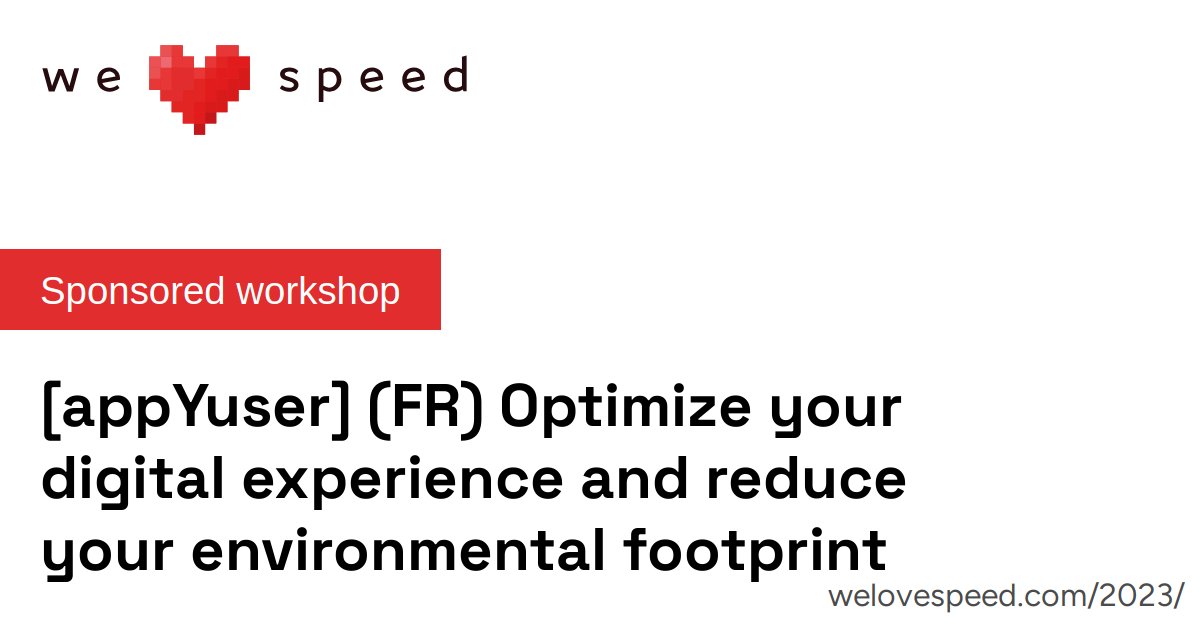 we speed
Sponsored workshop
[appYuser] (FR) Optimize your
digital experience and reduce
your environmental footprint
welovespeed.com/2023/